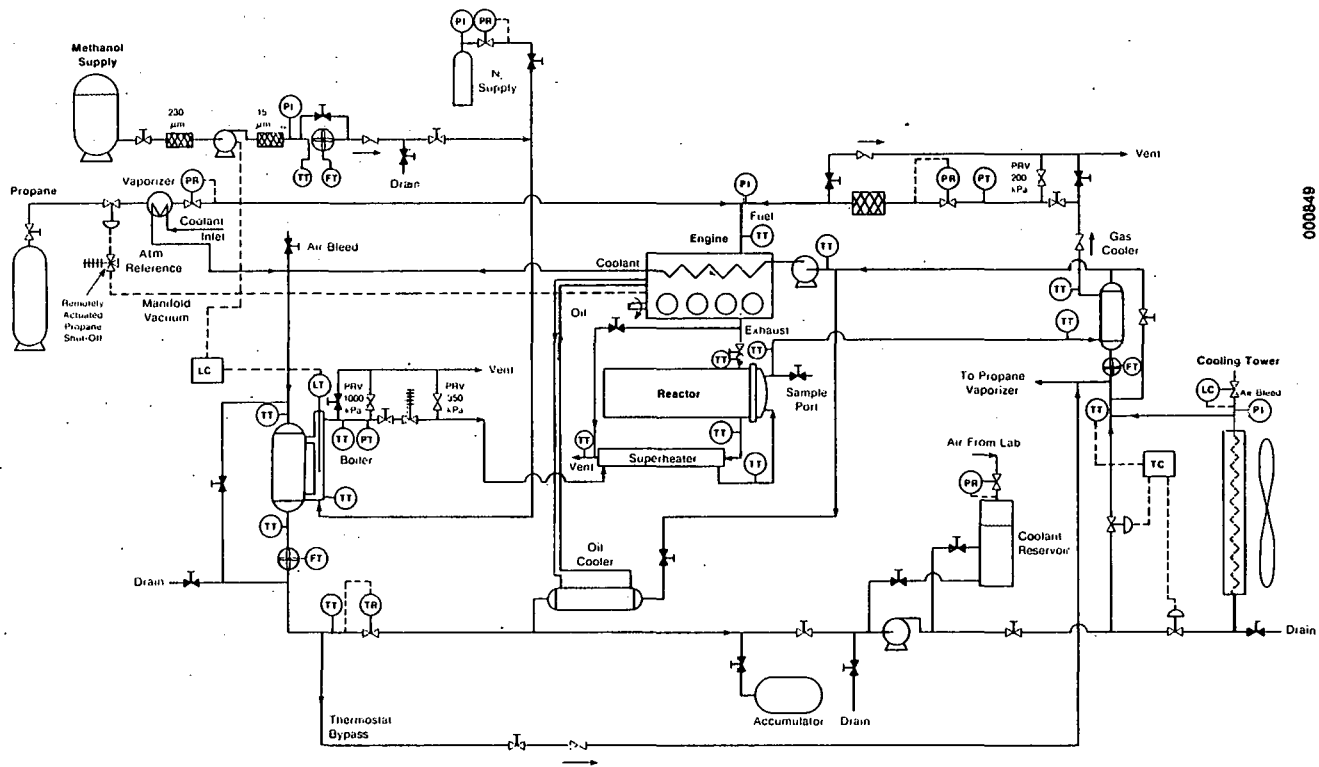 PI
PR
N₂
Supply
Methanol
Supply
230
μm
15
μm
PI
TT
FT
Drain
Propane
Vaporizer
PR
Coolant
Inlet
Atm
Reference
Air Bleed
Remotely
Actuated
Propane
Shut-Off
Manifold
Vacuum
LC
LT
PRV
1000
kPa
PRV
350
kPa
Vent
TT
TT
PT
Boiler
TT
TT
FT
Drain
TT
TR
Thermostat
Bypass
PI
Fuel
TT
Engine
Coolant
TT
Oil
Exhaust
TT
TT
Reactor
Sample
Port
TT
TT
Vent
Superheater
TT
Oil
Cooler
Vent
PR
PT
PRV
200
kPa
Gas
Cooler
TT
TT
FT
To Propane
Vaporizer
TT
Cooling Tower
LC
Air Bleed
PI
TC
Air From Lab
PR
Coolant
Reservoir
Accumulator
Drain
Drain
000849